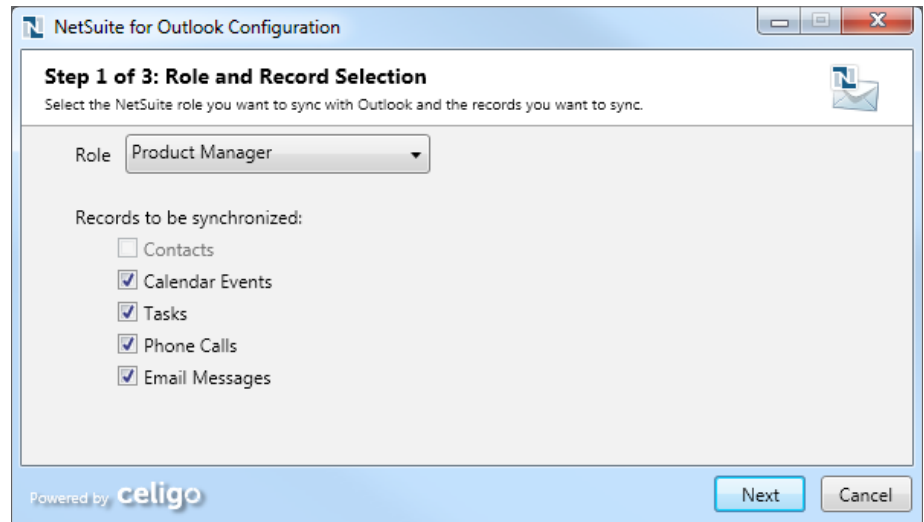 NetSuite for Outlook Configuration
Step 1 of 3: Role and Record Selection
Select the NetSuite role you want to sync with Outlook and the records you want to sync.
N
Role Product Manager
Records to be synchronized:
Contacts
Calendar Events
Tasks
Phone Calls
Email Messages
Powered by celigo
Next Cancel